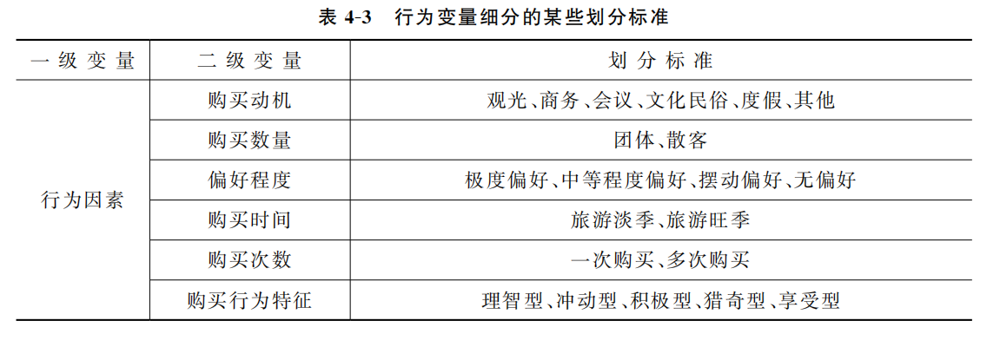 表 4-3 行为变量细分的某些划分标准
一级变量 二级变量 划分标准
购买动机 观光、商务、会议、文化民俗、度假、其他
购买数量 团体、散客
偏好程度 极度偏好、中等程度偏好、摆动偏好、无偏好
行为因素
购买时间 旅游淡季、旅游旺季
购买次数 一次购买、多次购买
购买行为特征 理智型、冲动型、积极型、猎奇型、享受型